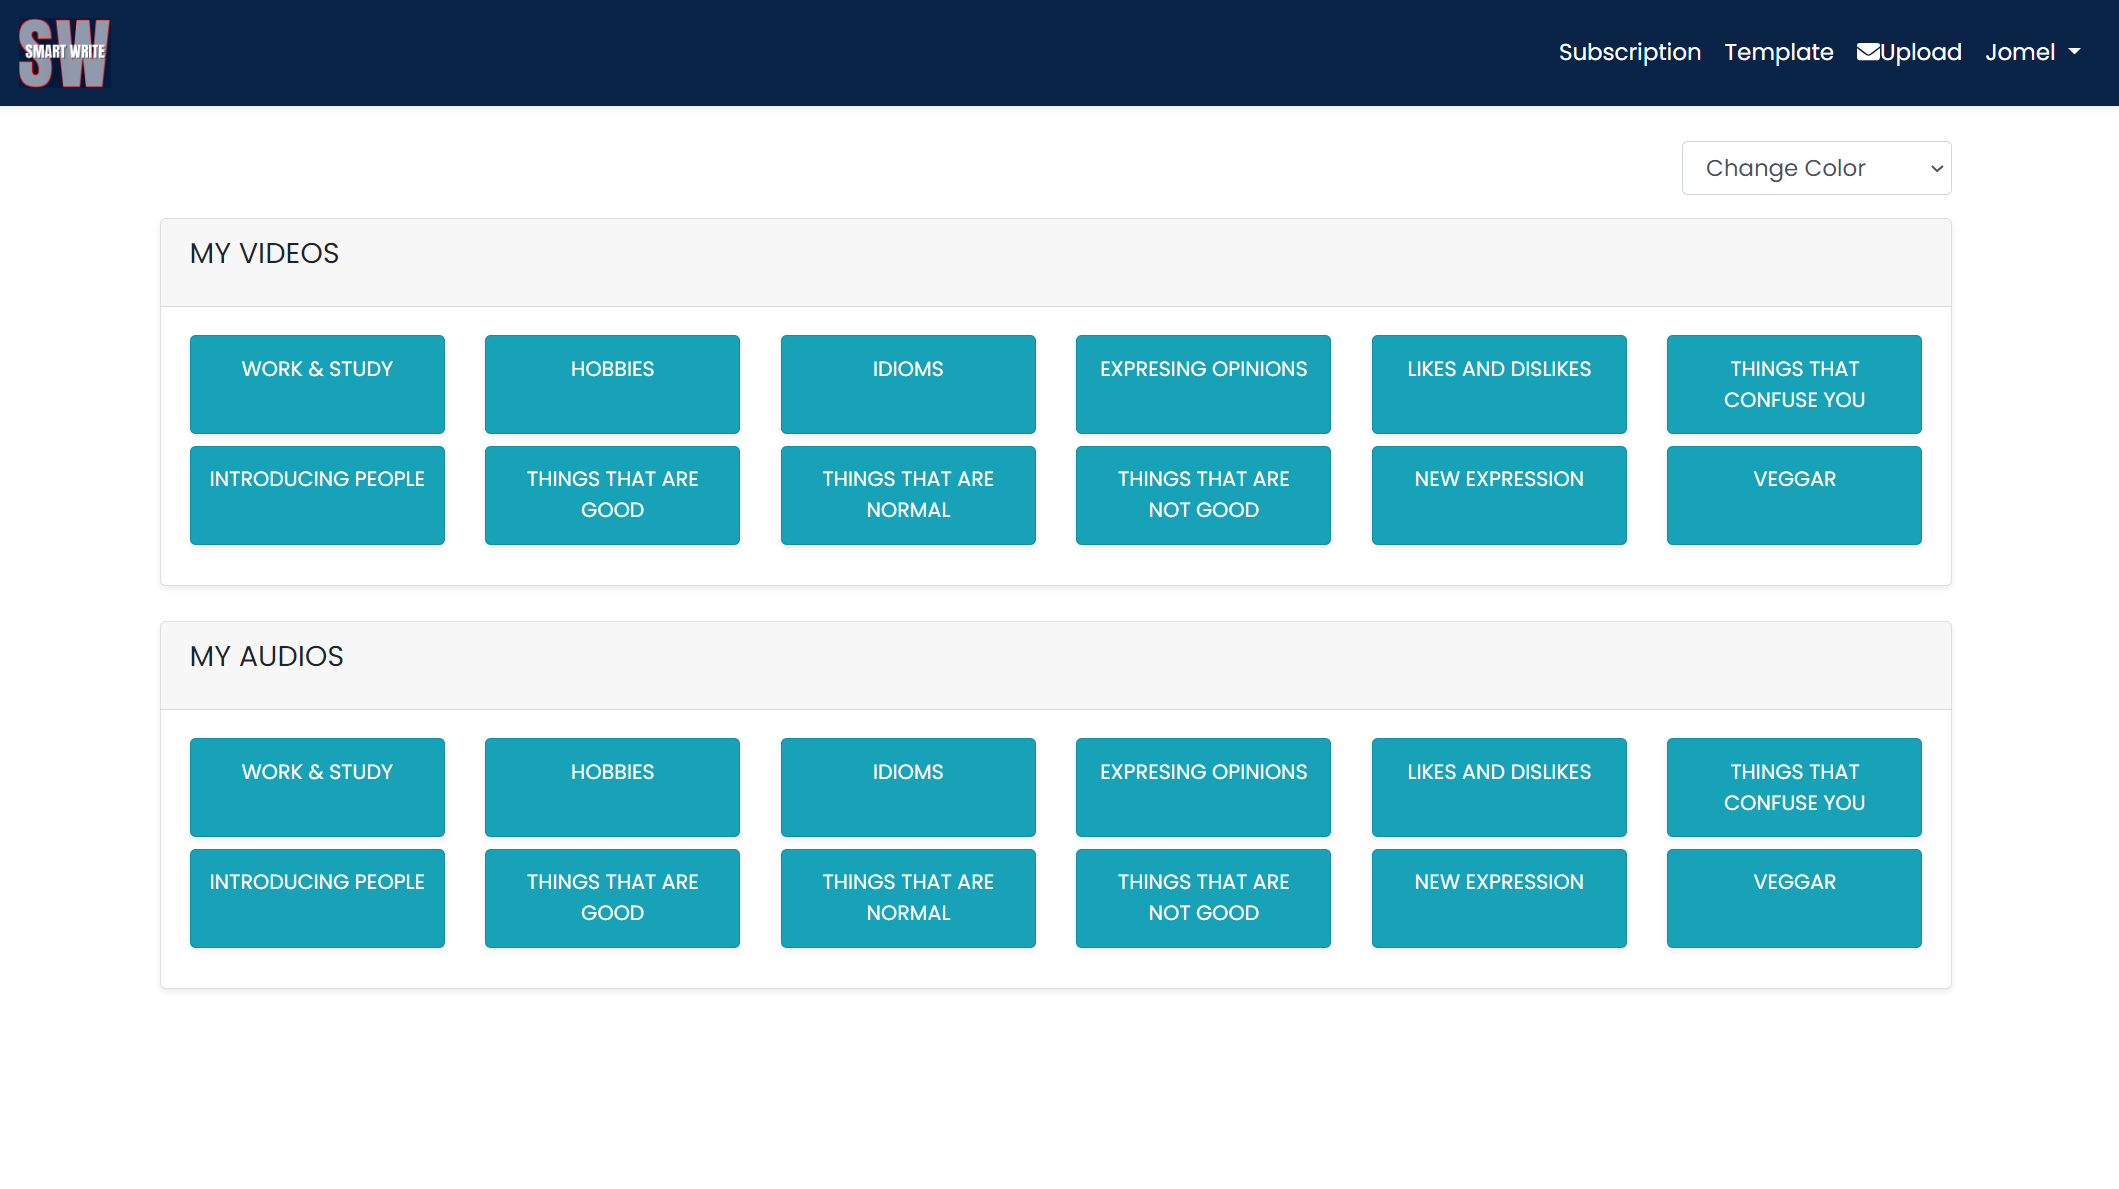 SW
SMART WRITE
Subscription Template Upload Jomel
Change Color
MY VIDEOS
WORK & STUDY
HOBBIES
IDIOMS
EXPRESING OPINIONS
LIKES AND DISLIKES
THINGS THAT
CONFUSE YOU
INTRODUCING PEOPLE
THINGS THAT ARE
GOOD
THINGS THAT ARE
NORMAL
THINGS THAT ARE
NOT GOOD
NEW EXPRESSION
VEGGAR
MY AUDIOS
WORK & STUDY
HOBBIES
IDIOMS
EXPRESING OPINIONS
LIKES AND DISLIKES
THINGS THAT
CONFUSE YOU
INTRODUCING PEOPLE
THINGS THAT ARE
GOOD
THINGS THAT ARE
NORMAL
THINGS THAT ARE
NOT GOOD
NEW EXPRESSION
VEGGAR